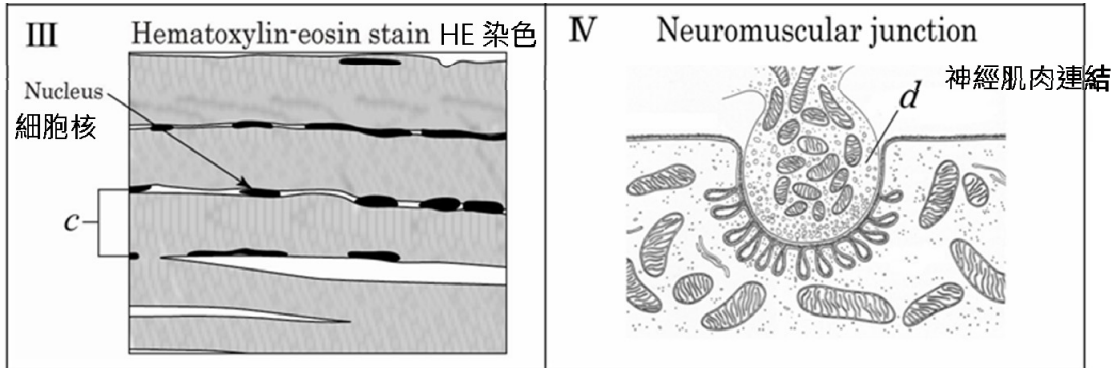 III
Hematoxylin-eosin stain HE 染色
Nucleus
細胞核
c
IV
Neuromuscular junction
神經肌肉連結
d